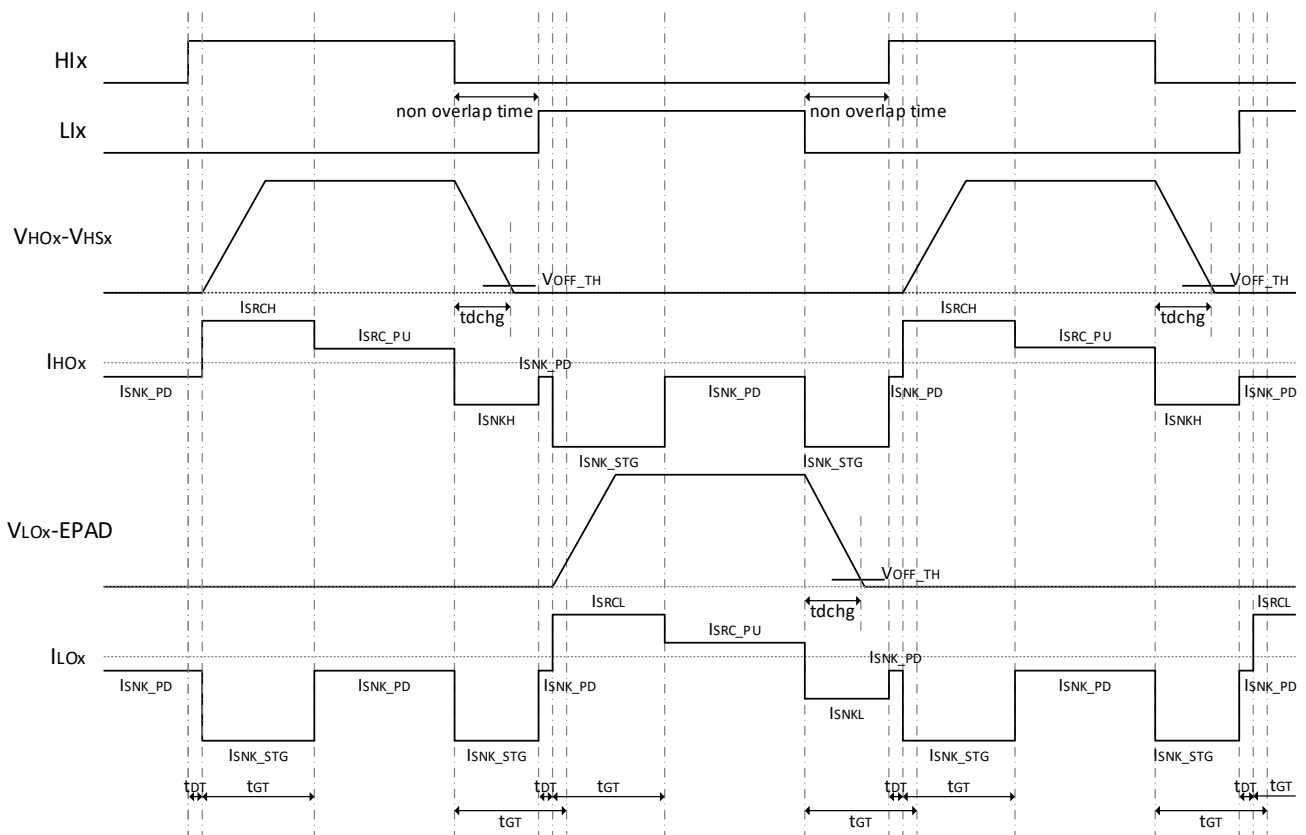 HIx
non overlap time
non overlap time
LIx
VHOx-VHSx
VOFF_TH
VOFF_TH
tdchg
tdchg
ISRCH
ISRCH
ISRC_PU
ISRC_PU
IHOx
ISNK_PD
ISNK_PD
ISNK_PD
ISNK_PD
ISNK_PD
ISNKH
ISNKH
ISNK_STG
ISNK_STG
VLOx-EPAD
VOFF_TH
tdchg
ISRCL
ISRCL
ISRC_PU
ILOx
ISNK_PD
ISNK_PD
ISNK_PD
ISNK_PD
ISNK_PD
ISNK_PD
ISNKL
ISNK_STG
ISNK_STG
ISNK_STG
ISNK_STG
tDT
tGT
tDT
tGT
tDT
tGT
tDT
tGT
tGT
tGT
tGT